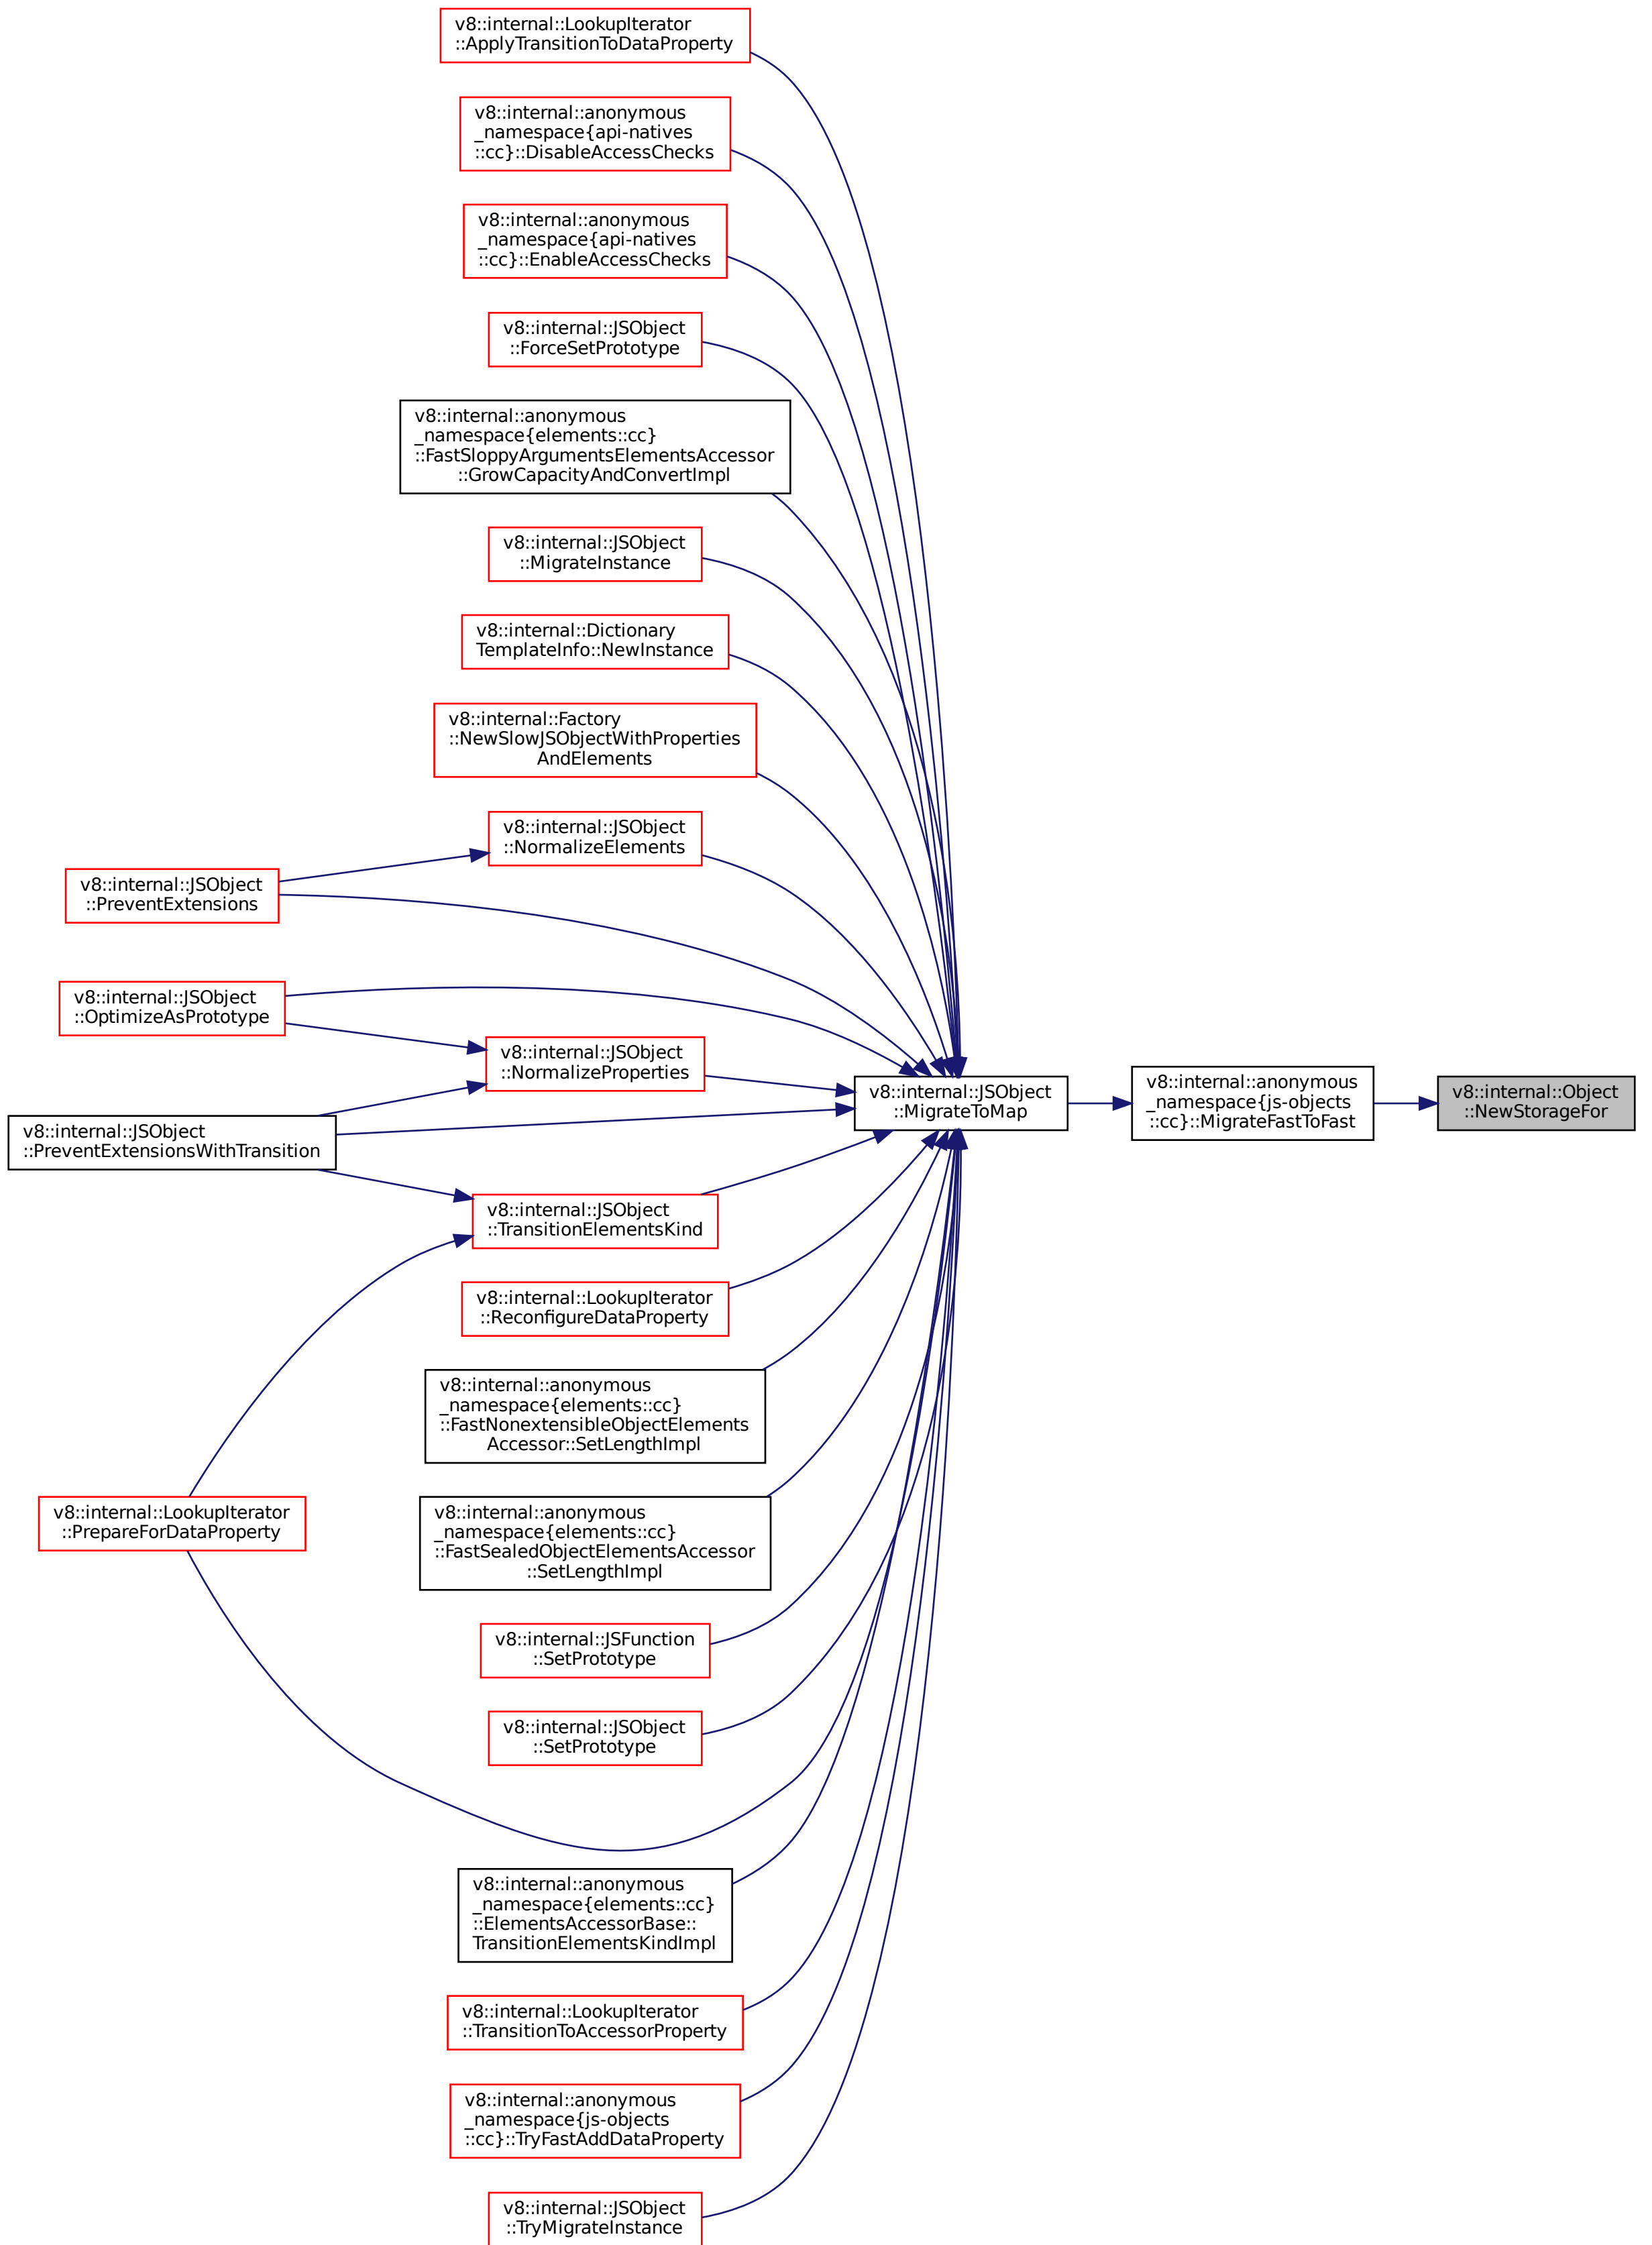 v8::internal::LookupIterator
::ApplyTransitionToDataProperty
v8::internal::anonymous
_namespace{api-natives
::cc}::DisableAccessChecks
v8::internal::anonymous
_namespace{api-natives
::cc}::EnableAccessChecks
v8::internal::JSObject
::ForceSetPrototype
v8::internal::anonymous
_namespace{elements::cc}
::FastSloppyArgumentsElementsAccessor
::GrowCapacityAndConvertImpl
v8::internal::JSObject
::MigrateInstance
v8::internal::Dictionary
TemplateInfo::NewInstance
v8::internal::Factory
::NewSlowJSObjectWithProperties
AndElements
v8::internal::JSObject
::NormalizeElements
v8::internal::JSObject
::PreventExtensions
v8::internal::JSObject
::OptimizeAsPrototype
v8::internal::JSObject
::NormalizeProperties
v8::internal::JSObject
::MigrateToMap
v8::internal::anonymous
_namespace{js-objects
::cc}::MigrateFastToFast
v8::internal::Object
::NewStorageFor
v8::internal::JSObject
::PreventExtensionsWithTransition
v8::internal::JSObject
::TransitionElementsKind
v8::internal::LookupIterator
::ReconfigureDataProperty
v8::internal::anonymous
_namespace{elements::cc}
::FastNonextensibleObjectElements
Accessor::SetLengthImpl
v8::internal::LookupIterator
::PrepareForDataProperty
v8::internal::anonymous
_namespace{elements::cc}
::FastSealedObjectElementsAccessor
::SetLengthImpl
v8::internal::JSFunction
::SetPrototype
v8::internal::JSObject
::SetPrototype
v8::internal::anonymous
_namespace{elements::cc}
::ElementsAccessorBase::
TransitionElementsKindImpl
v8::internal::LookupIterator
::TransitionToAccessorProperty
v8::internal::anonymous
_namespace{js-objects
::cc}::TryFastAddDataProperty
v8::internal::JSObject
::TryMigrateInstance